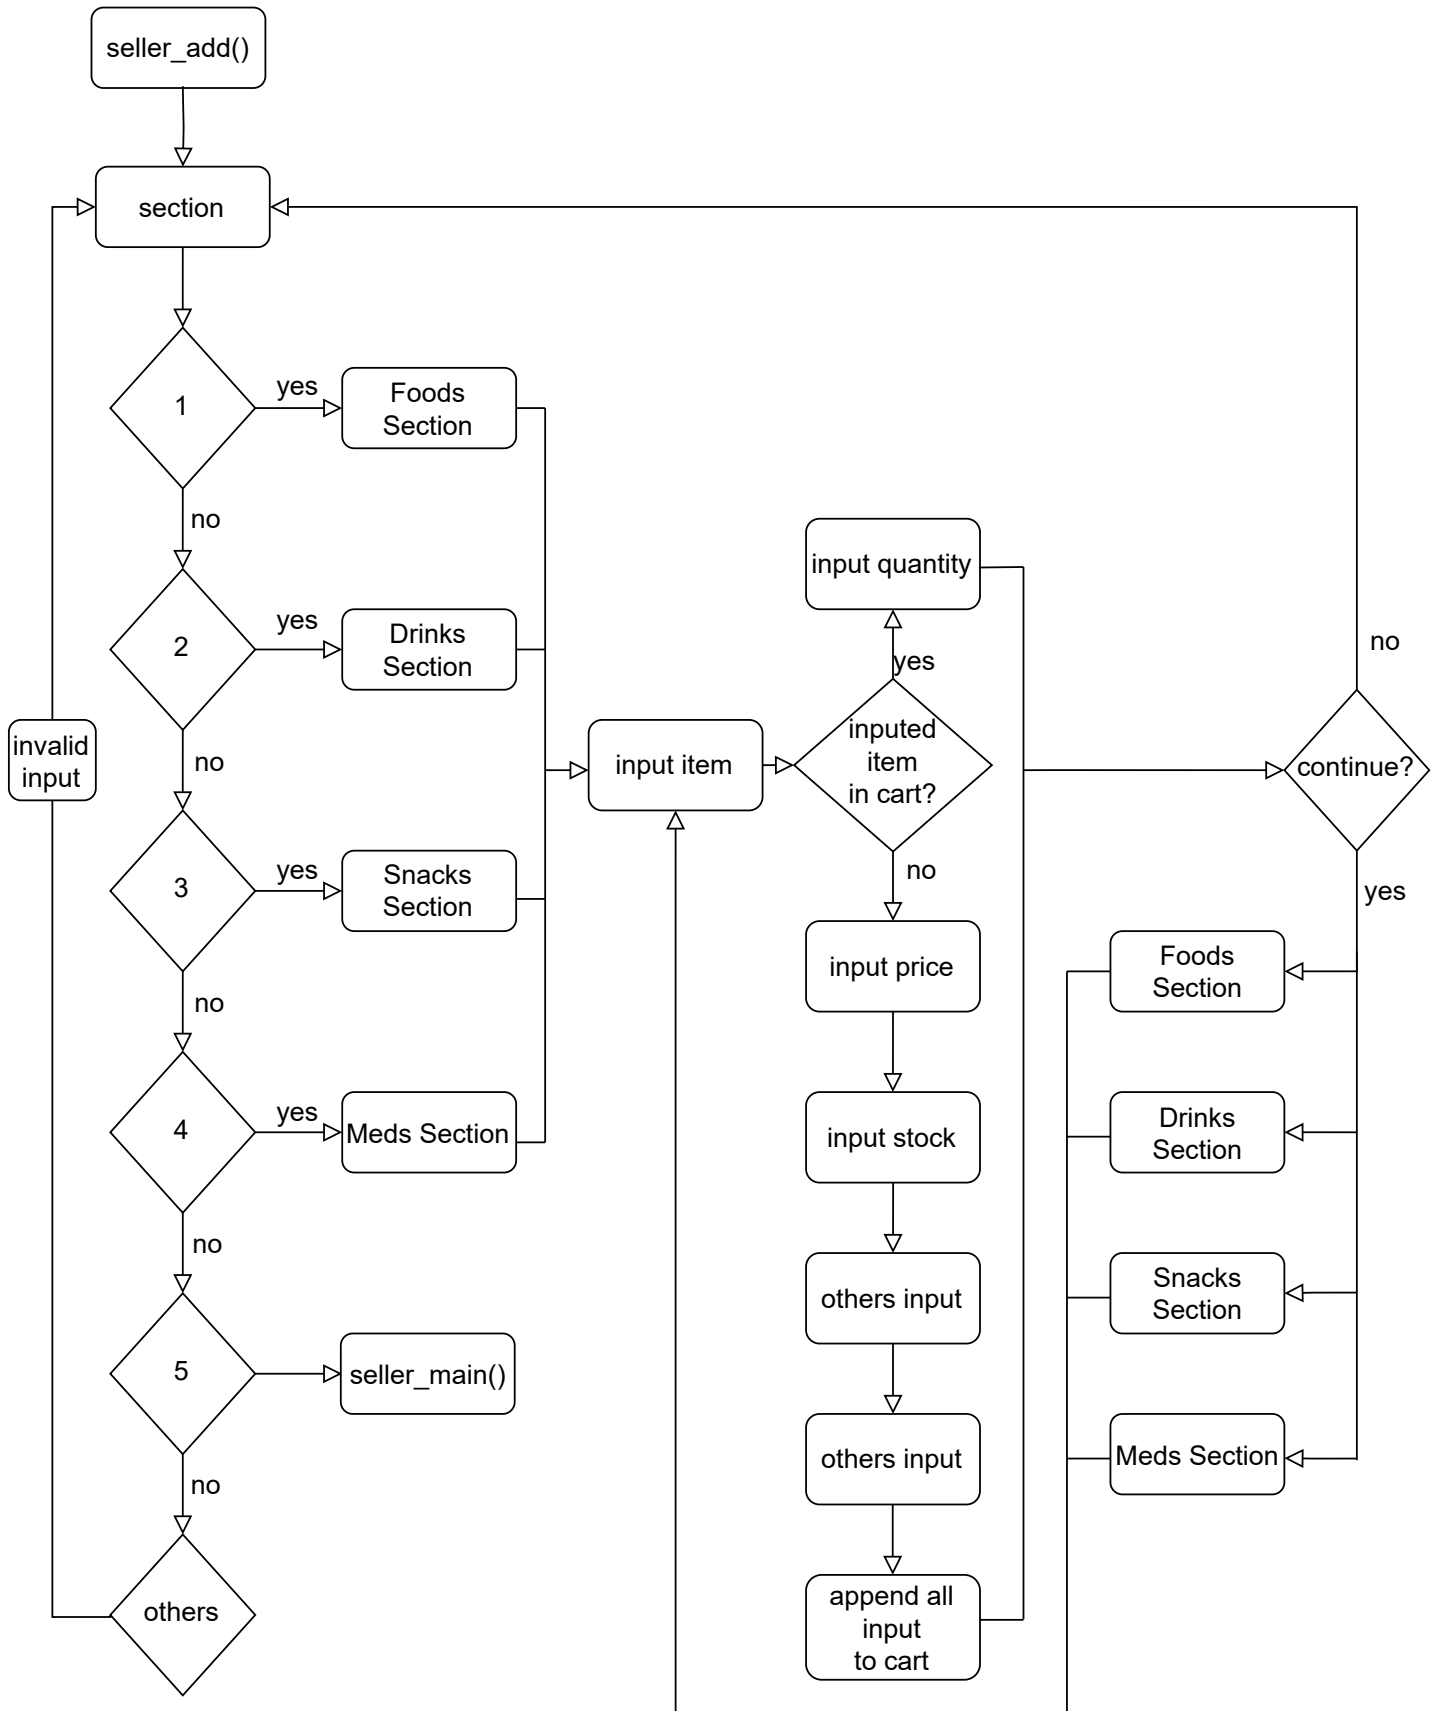 seller_add()
section
1
yes
Foods
Section
no
2
yes
Drinks
Section
no
invalid
input
3
yes
Snacks
Section
no
4
yes
Meds Section
no
5
seller_main()
no
others
input item
input quantity
yes
inputed
item
in cart?
no
input price
input stock
others input
others input
append all
input
to cart
no
continue?
yes
Foods
Section
Drinks
Section
Snacks
Section
Meds Section